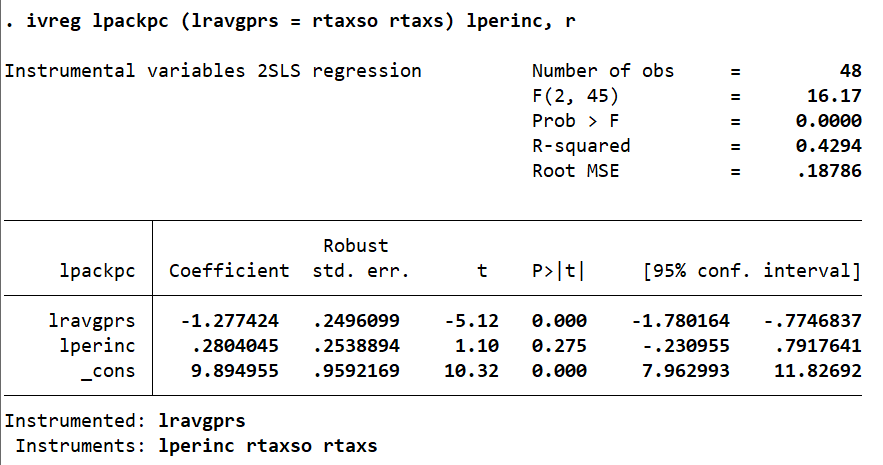 . ivreg lpackpc (lravgprs = rtaxso rtaxs) lperinc, r
Instrumental variables 2SLS regression Number of obs = 48
F(2, 45) = 16.17
Prob > F = 0.0000
R-squared = 0.4294
Root MSE = .18786
Robust
lpackpc Coefficient std. err. t P>|t| [95% conf. interval]
lravgprs -1.277424 .2496099 -5.12 0.000 -1.780164 -.7746837
lperinc .2804045 .2538894 1.10 0.275 -.230955 .7917641
_cons 9.894955 .9592169 10.32 0.000 7.962993 11.82692
Instrumented: lravgprs
Instruments: lperinc rtaxso rtaxs